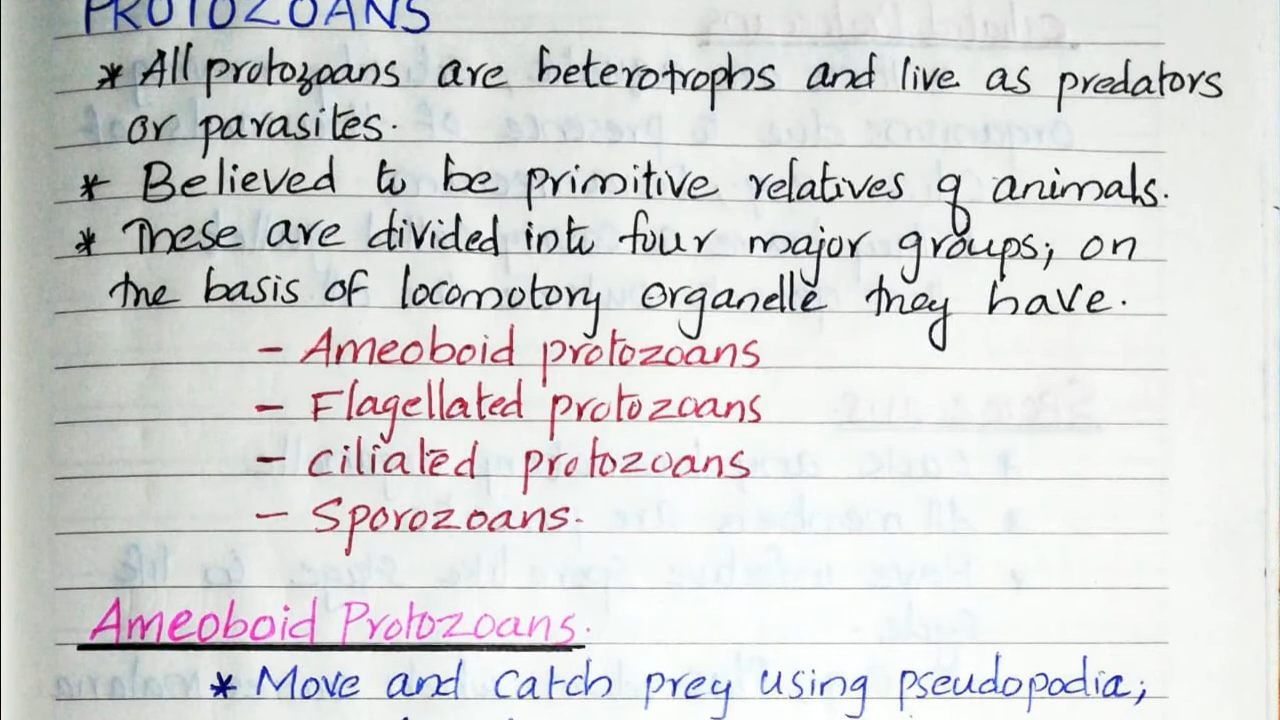 PROTOZOANS
* All protozoans are heterotrophs and live as predators
or parasites.
* Believed to be primitive relatives of animals.
* These are divided into four major groups; on
the basis of locomotory organelle they have.
- Ameoboid protozoans
- Flagellated protozoans
- ciliated protozoans
- Sporozoans.
Ameoboid Protozoans.
* Move and catch prey using pseudopodia;